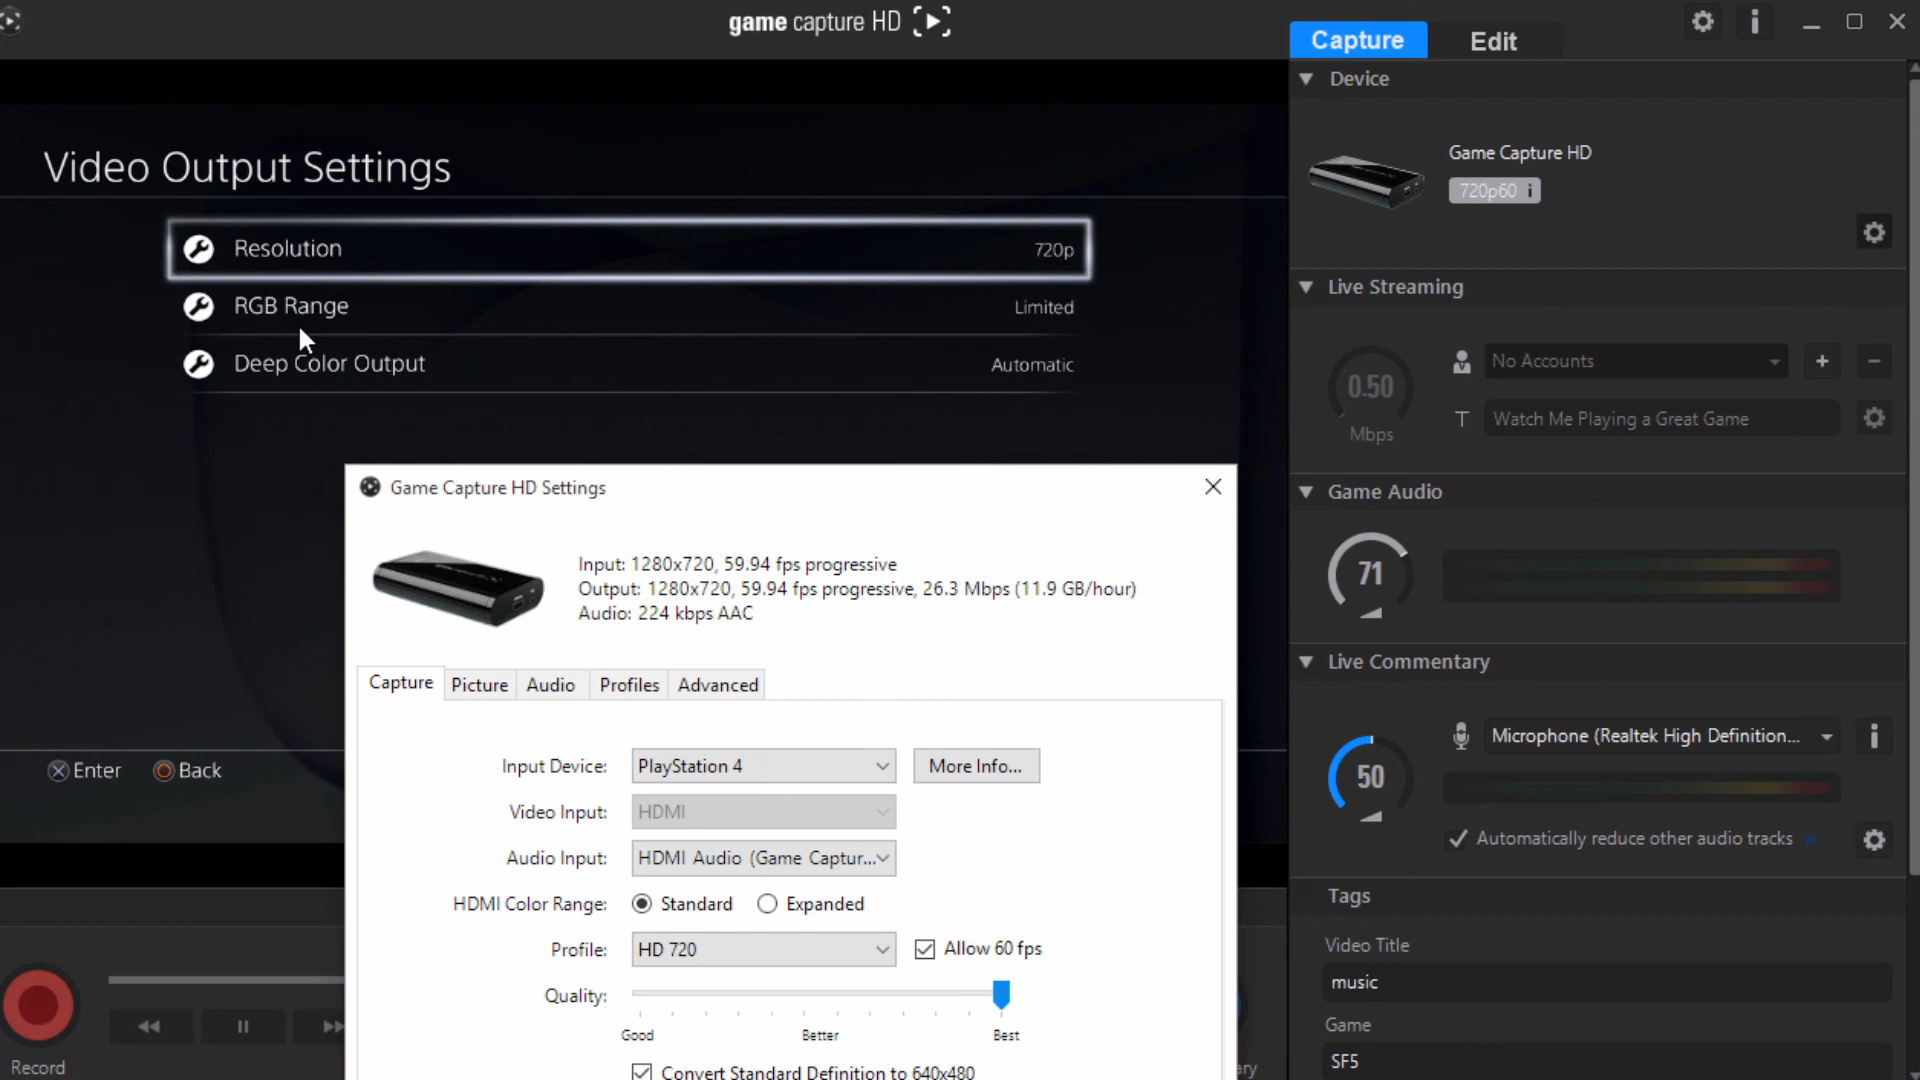 game capture HD
Capture
Edit
Device
Game Capture HD
720p60 i
Video Output Settings
Resolution
720p
RGB Range
Limited
Deep Color Output
Automatic
Enter
Back
Live Streaming
0.50
Mbps
No Accounts
T
Watch Me Playing a Great Game
Game Audio
71
Live Commentary
50
Microphone (Realtek High Definition...
Automatically reduce other audio tracks
Tags
Video Title
music
Game
SF5
Game Capture HD Settings
Input: 1280x720, 59.94 fps progressive
Output: 1280x720, 59.94 fps progressive, 26.3 Mbps (11.9 GB/hour)
Audio: 224 kbps AAC
Capture
Picture
Audio
Profiles
Advanced
Input Device:
PlayStation 4
More Info...
Video Input:
HDMI
Audio Input:
HDMI Audio (Game Captur...
HDMI Color Range:
Standard
Expanded
Profile:
HD 720
Allow 60 fps
Quality:
Good
Better
Best
Convert Standard Definition to 640x480
Record